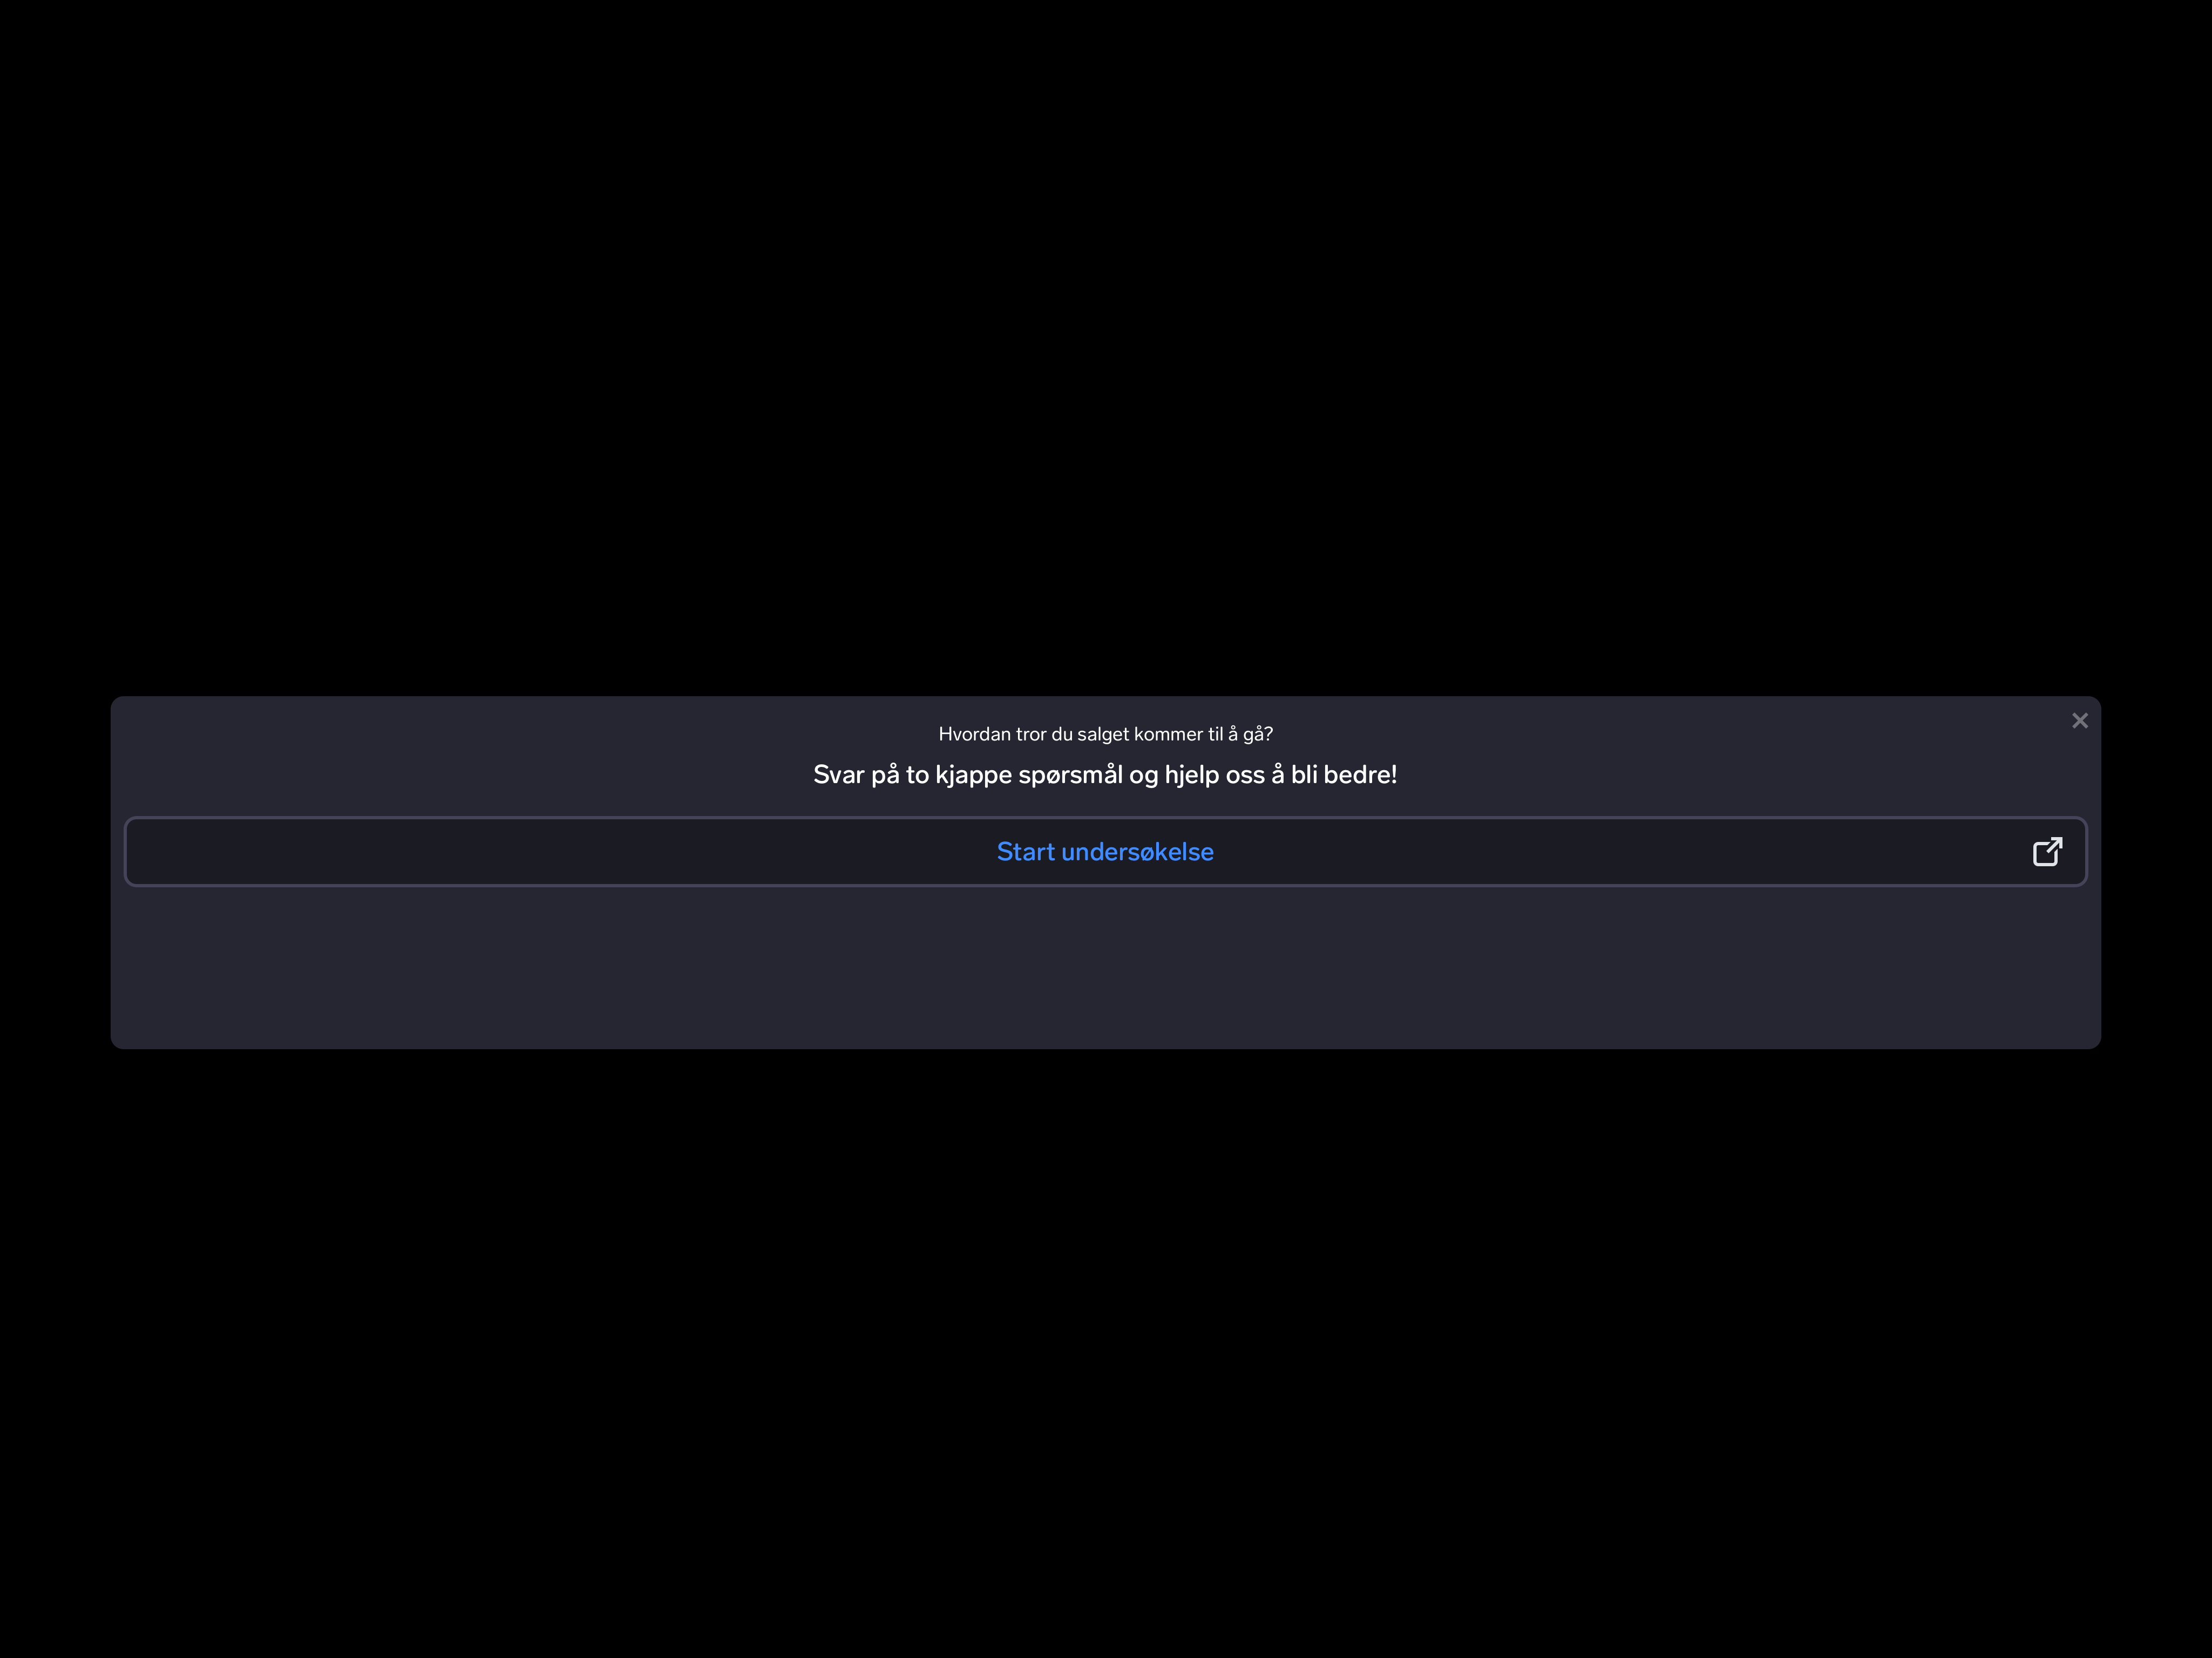 Hvordan tror du salget kommer til å gå?
Svar på to kjappe spørsmål og hjelp oss å bli bedre!
Start undersøkelse